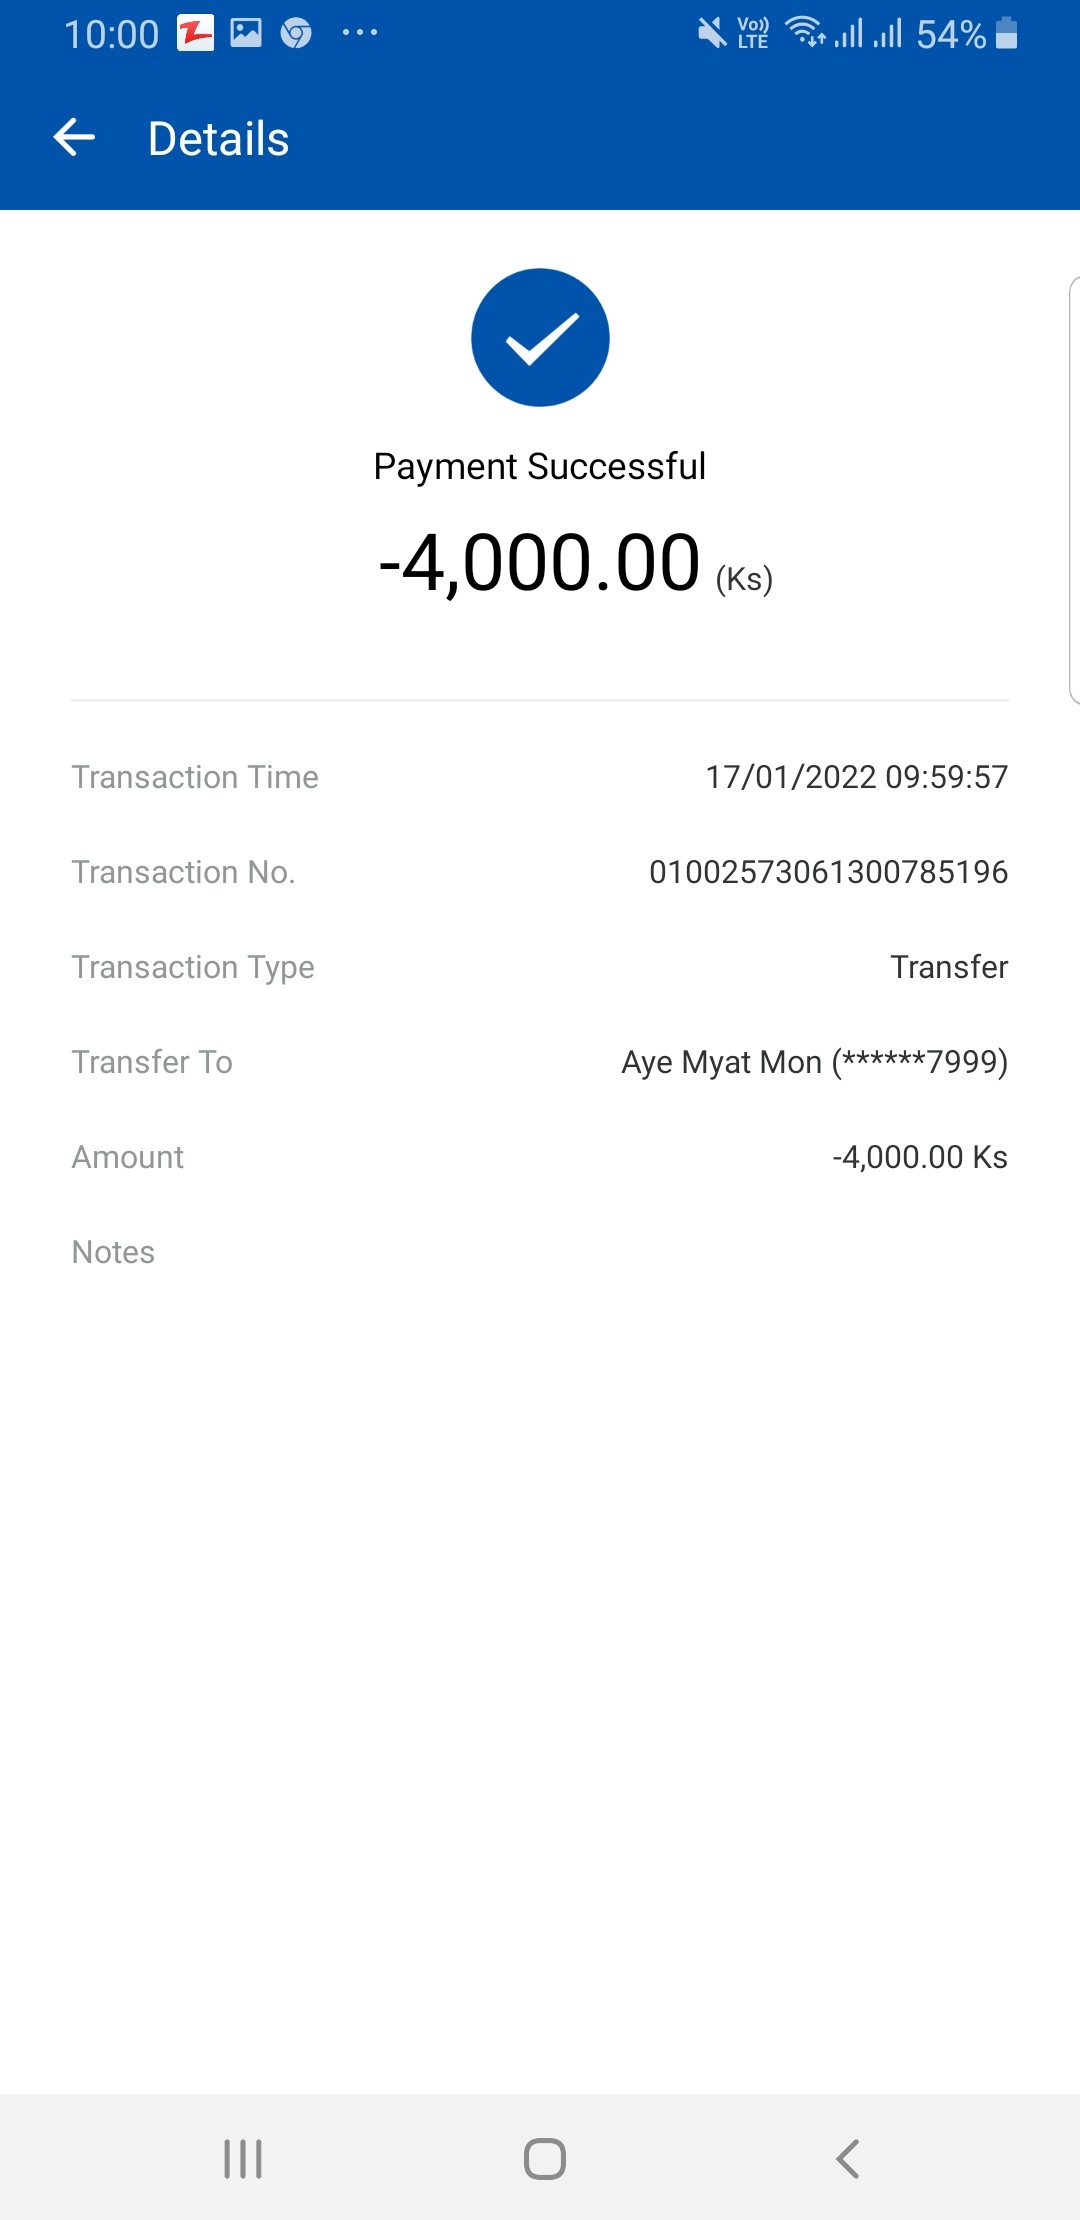 10:00 Vo)) LTE 54%
Details
Payment Successful
-4,000.00 (Ks)
Transaction Time 17/01/2022 09:59:57
Transaction No. 01002573061300785196
Transaction Type Transfer
Transfer To Aye Myat Mon (******7999)
Amount -4,000.00 Ks
Notes